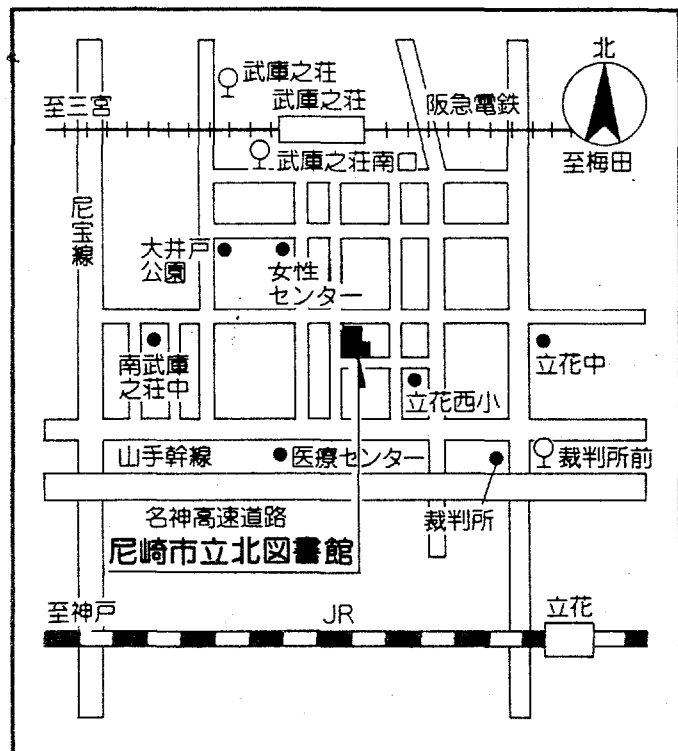 北
武庫之荘
武庫之荘
阪急電鉄
至三宮
武庫之荘南口
至梅田
尼宝線
大井戸
公園
女性
センター
南武庫
之荘中
立花中
立花西小
山手幹線
医療センター
裁判所前
名神高速道路
裁判所
尼崎市立北図書館
至神戸
JR
立花